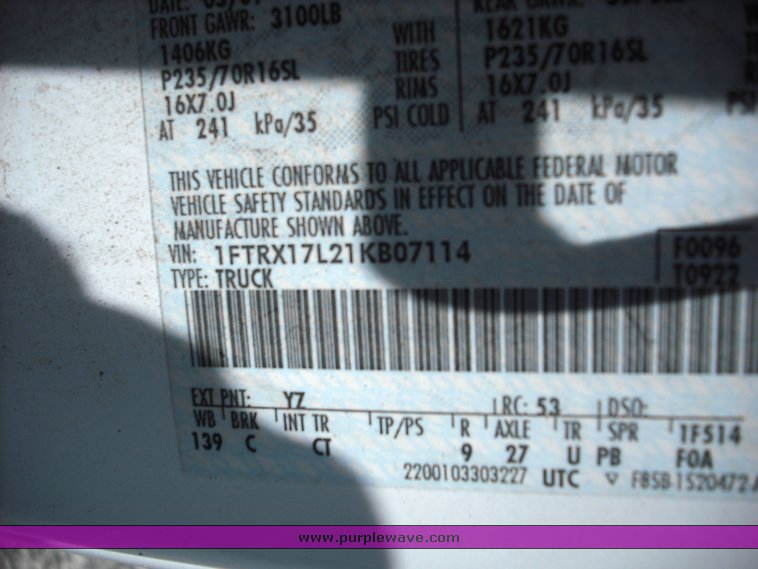 DATE:
FRONT GAWR: 3100LB
1406KG WITH 1621KG
P235/70R16SL TIRES P235/70R16SL
16X7.0J RIMS 16X7.0J
AT 241 kPa/35 PSI COLD AT 241 kPa/35 PSI
THIS VEHICLE CONFORMS TO ALL APPLICABLE FEDERAL MOTOR
VEHICLE SAFETY STANDARDS IN EFFECT ON THE DATE OF
MANUFACTURE SHOWN ABOVE.
VIN: 1FTRX17L21KB07114 F0096
TYPE: TRUCK T0922
EXT PNT: YZ RC: 53 DSO:
WB BRK INT TR TP/PS R AXLE TR SPR 1F514
139 C CT 9 27 U PB F0A
2200103303227 UTC ▽ F85B 1520472
www.purplewave.com